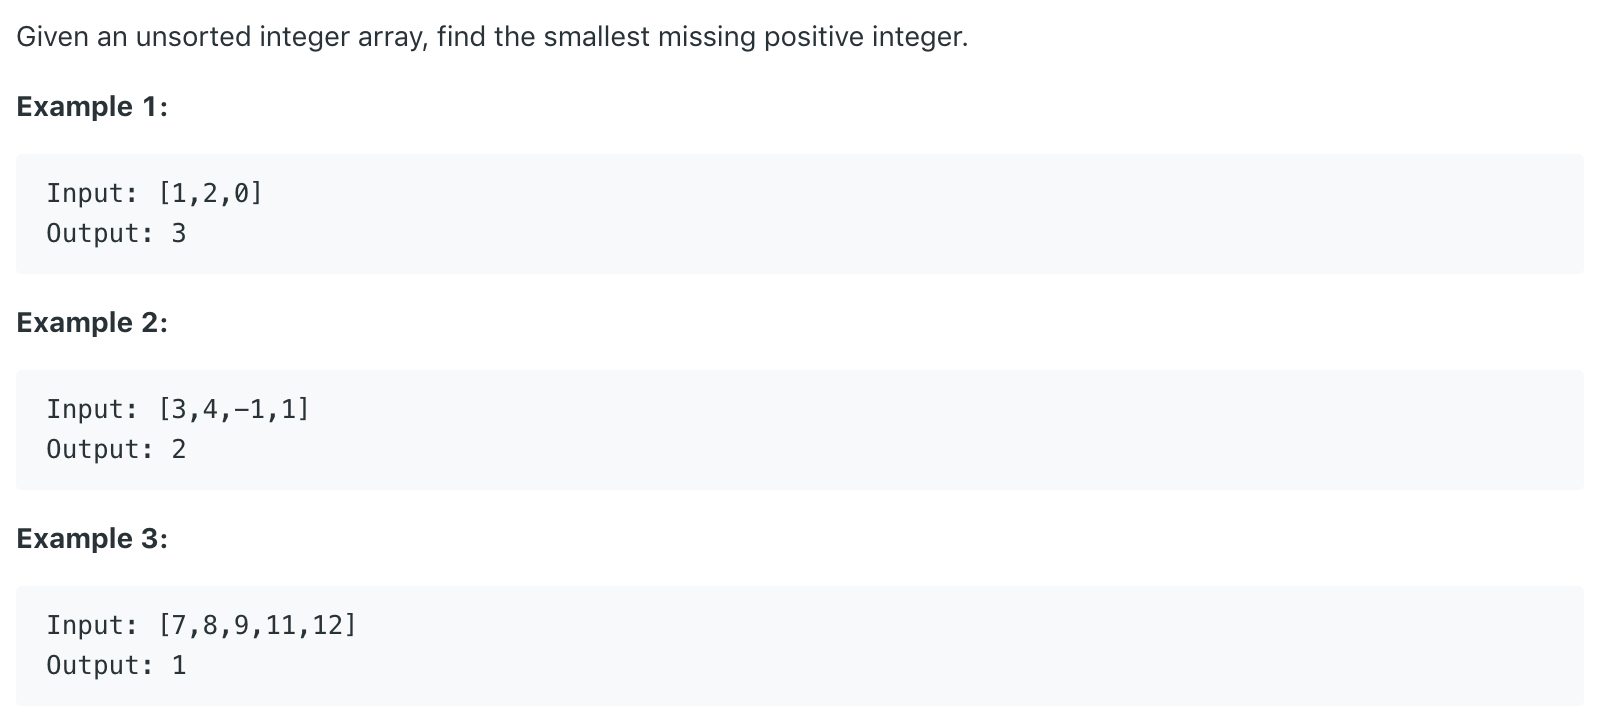 Given an unsorted integer array, find the smallest missing positive integer.
Example 1:
Input: [1,2,0]
Output: 3
Example 2:
Input: [3,4,−1,1]
Output: 2
Example 3:
Input: [7,8,9,11,12]
Output: 1